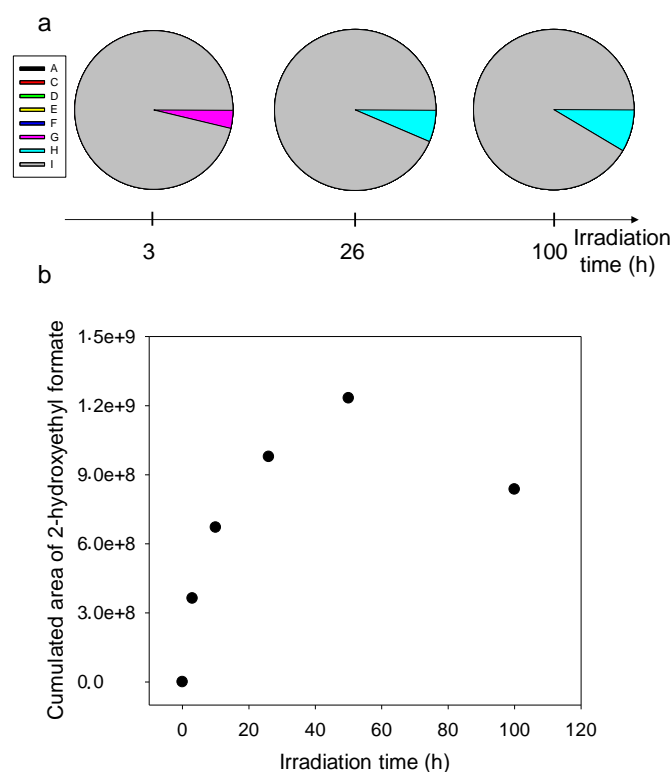 a
A
C
D
E
F
G
H
I
3
26
100
Irradiation
time (h)
b
Cumulated area of 2-hydroxyethyl formate
1.5e+9
1.2e+9
9.0e+8
6.0e+8
3.0e+8
0.0
0
20
40
60
80
100
120
Irradiation time (h)